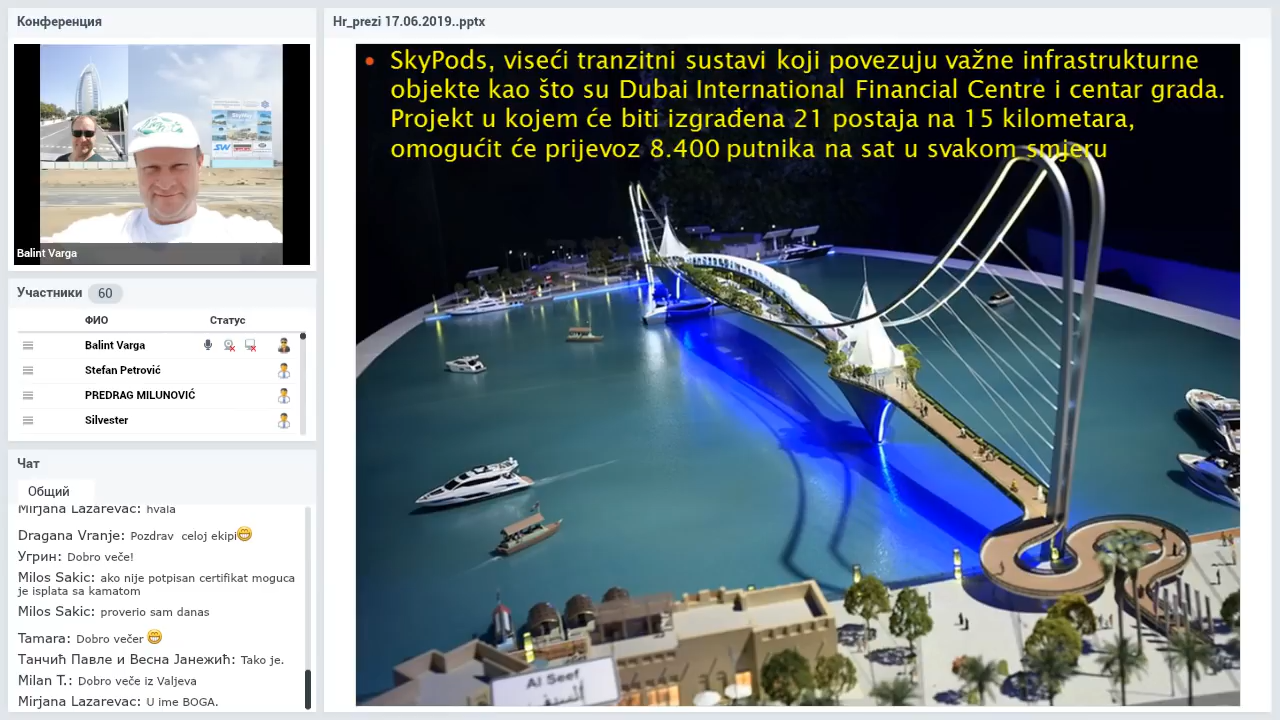 Конференция
Balint Varga
Участники 60
ФИО Статус
Balint Varga
Stefan Petrović
PREDRAG MILUNOVIĆ
Silvester
Чат
Общий
Mirjana Lazarevac: hvala
Dragana Vranje: Pozdrav celoj ekipi
Угрин: Dobro veče!
Milos Sakic: ako nije potpisan certifikat moguca
je isplata sa kamatom
Milos Sakic: proverio sam danas
Tamara: Dobro večer
Танчић Павле и Весна Јанежић: Tako je.
Milan T.: Dobro veče iz Valjeva
Mirjana Lazarevac: U ime BOGA.
Hr_prezi 17.06.2019..pptx
• SkyPods, viseći tranzitni sustavi koji povezuju važne infrastrukturne
objekte kao što su Dubai International Financial Centre i centar grada.
Projekt u kojem će biti izgrađena 21 postaja na 15 kilometara,
omogućit će prijevoz 8.400 putnika na sat u svakom smjeru
Al Seef
السيف